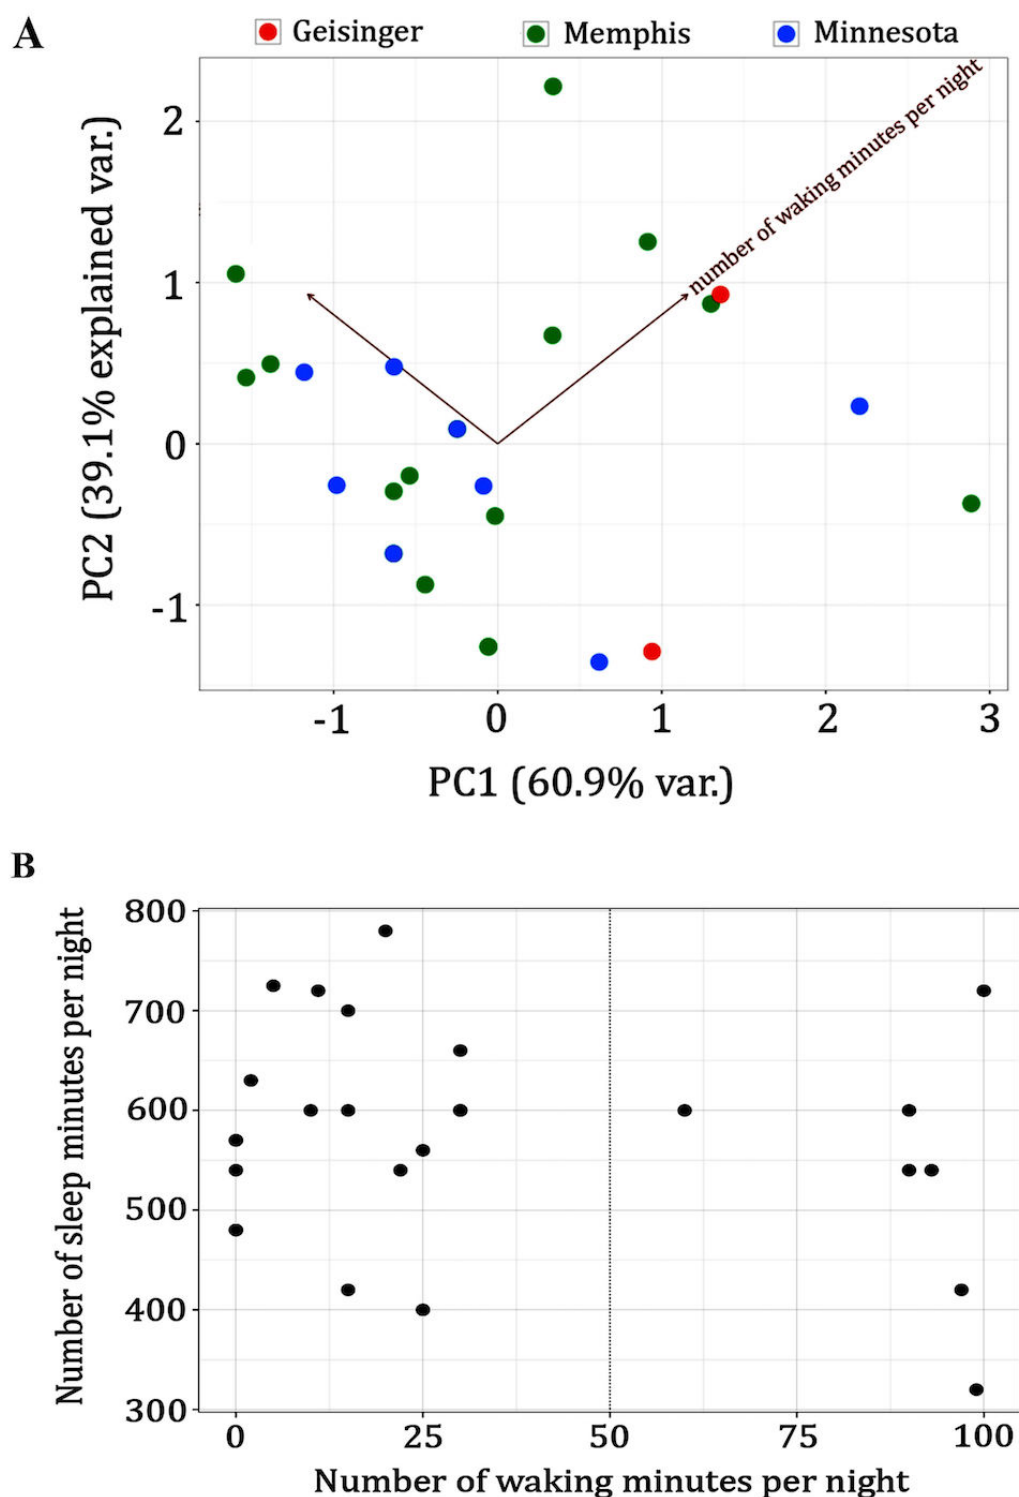 A
Geisinger Memphis Minnesota
number of waking minutes per night
PC2 (39.1% explained var.)
2
1
0
-1
-1 0 1 2 3
PC1 (60.9% var.)
B
Number of sleep minutes per night
800
700
600
500
400
300
0 25 50 75 100
Number of waking minutes per night